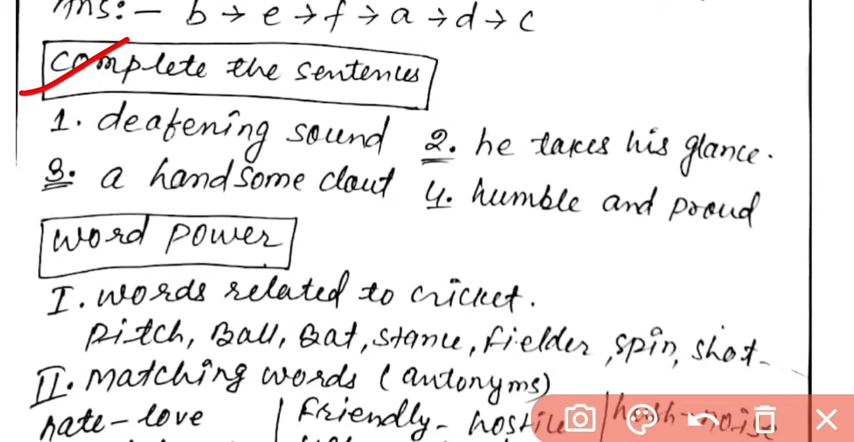 Ans:- b → e → f → a → d → c
Complete the sentences
1. deafening sound 2. he takes his glance.
3. a handsome clout 4. humble and proud
Word power
I. words related to cricket.
Pitch, Ball, Bat, stance, fielder, spin, shot-
II. Matching words (antonyms)
hate - love | friendly - hostile | hush - noise